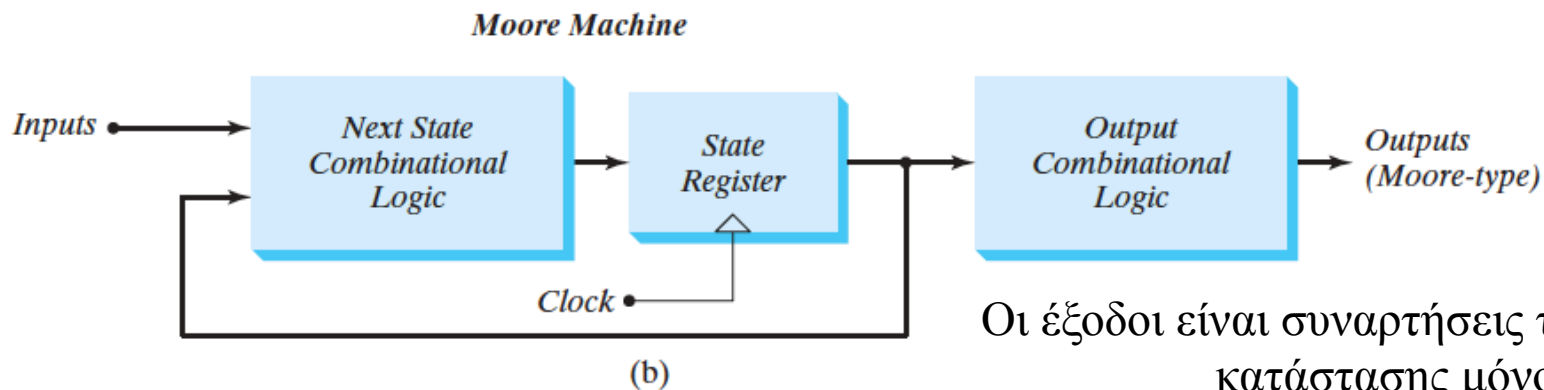 Moore Machine
Inputs
Next State
Combinational
Logic
State
Register
Output
Combinational
Logic
Outputs
(Moore-type)
Clock
Οι έξοδοι είναι συναρτήσεις
κατάστασης μόνο
(b)